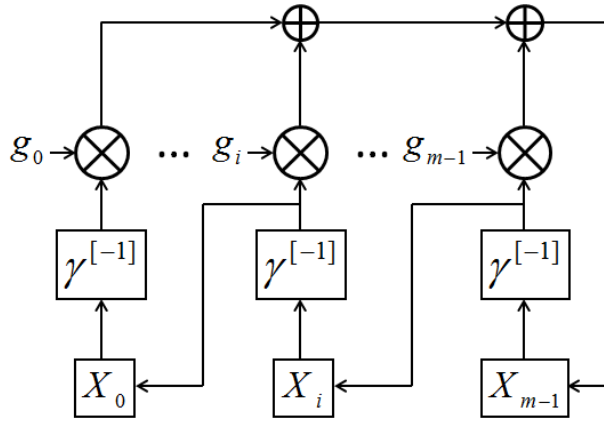 g₀ ... gᵢ ... gₘ₋₁
γ^[-1] γ^[-1] γ^[-1]
X₀ Xᵢ Xₘ₋₁